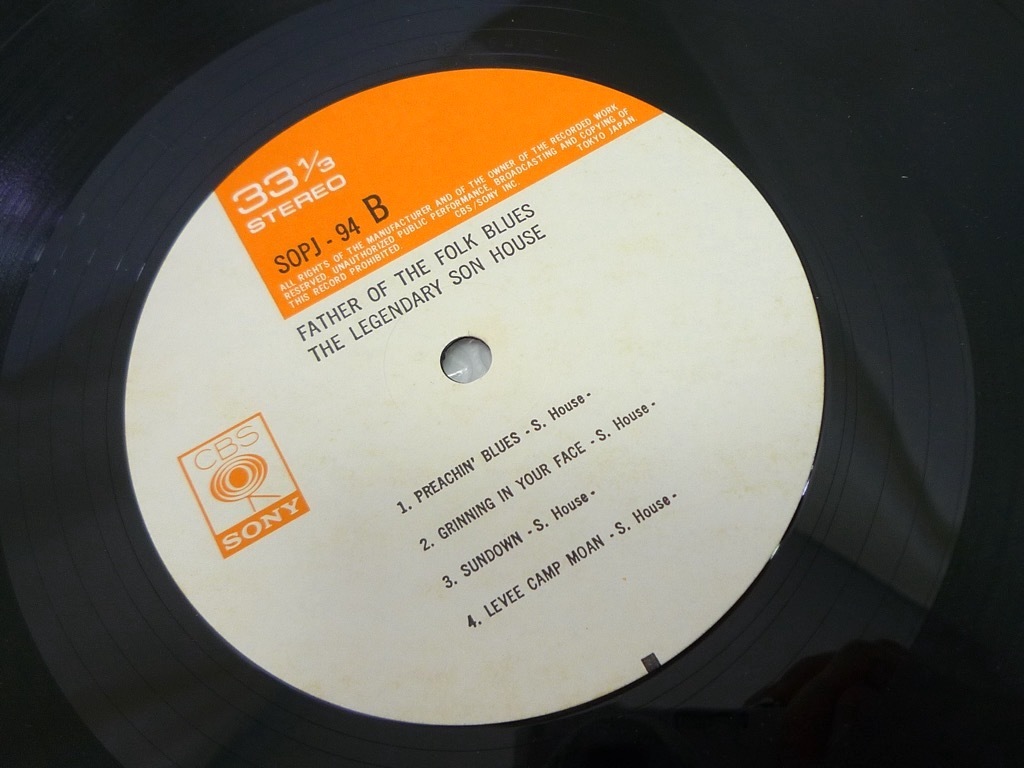 33 1/3
STEREO
SOPJ - 94 B
ALL RIGHTS OF THE MANUFACTURER AND OF THE OWNER OF THE RECORDED WORK
RESERVED, UNAUTHORIZED PUBLIC PERFORMANCE, BROADCASTING AND COPYING OF
THIS RECORD PROHIBITED CBS/SONY INC. TOKYO JAPAN
FATHER OF THE FOLK BLUES
THE LEGENDARY SON HOUSE
CBS
SONY
1. PREACHIN' BLUES - S. House -
2. GRINNING IN YOUR FACE - S. House -
3. SUNDOWN - S. House -
4. LEVEE CAMP MOAN - S. House -